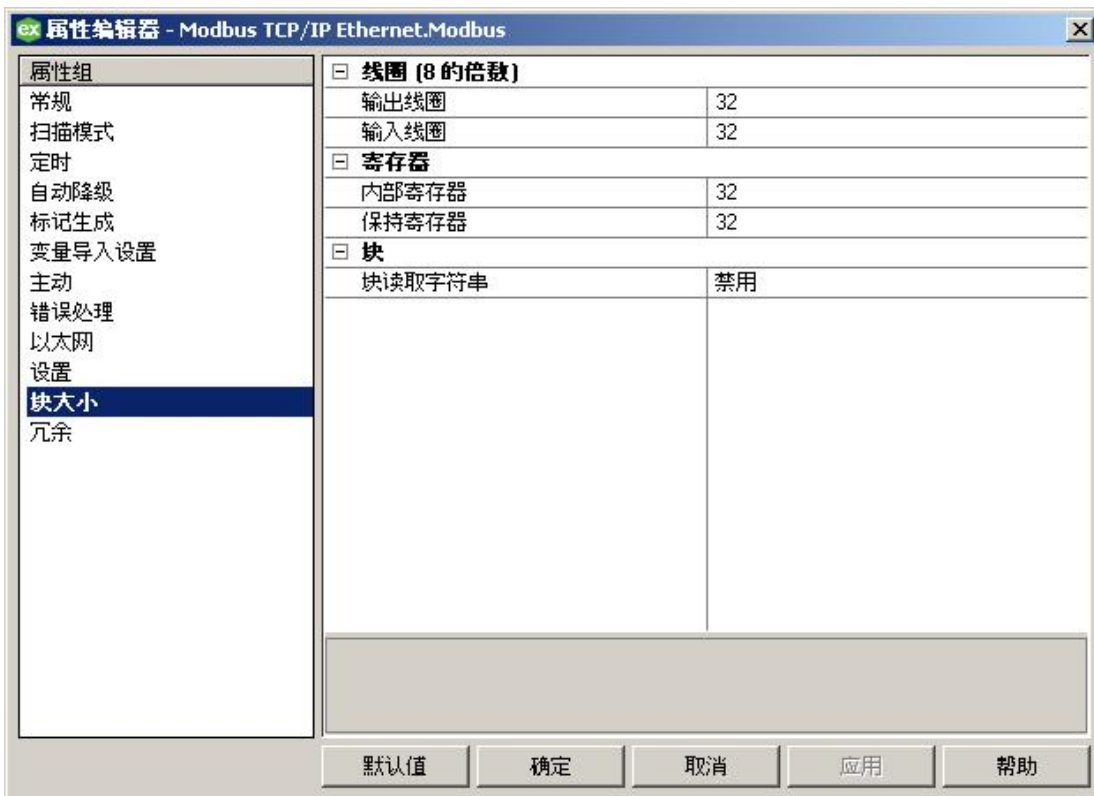 ex 属性编辑器 - Modbus TCP/IP Ethernet.Modbus
属性组
常规
扫描模式
定时
自动降级
标记生成
变量导入设置
主动
错误处理
以太网
设置
块大小
冗余
线圈 (8 的倍数)
输出线圈 32
输入线圈 32
寄存器
内部寄存器 32
保持寄存器 32
块
块读取字符串 禁用
默认值 确定 取消 应用 帮助